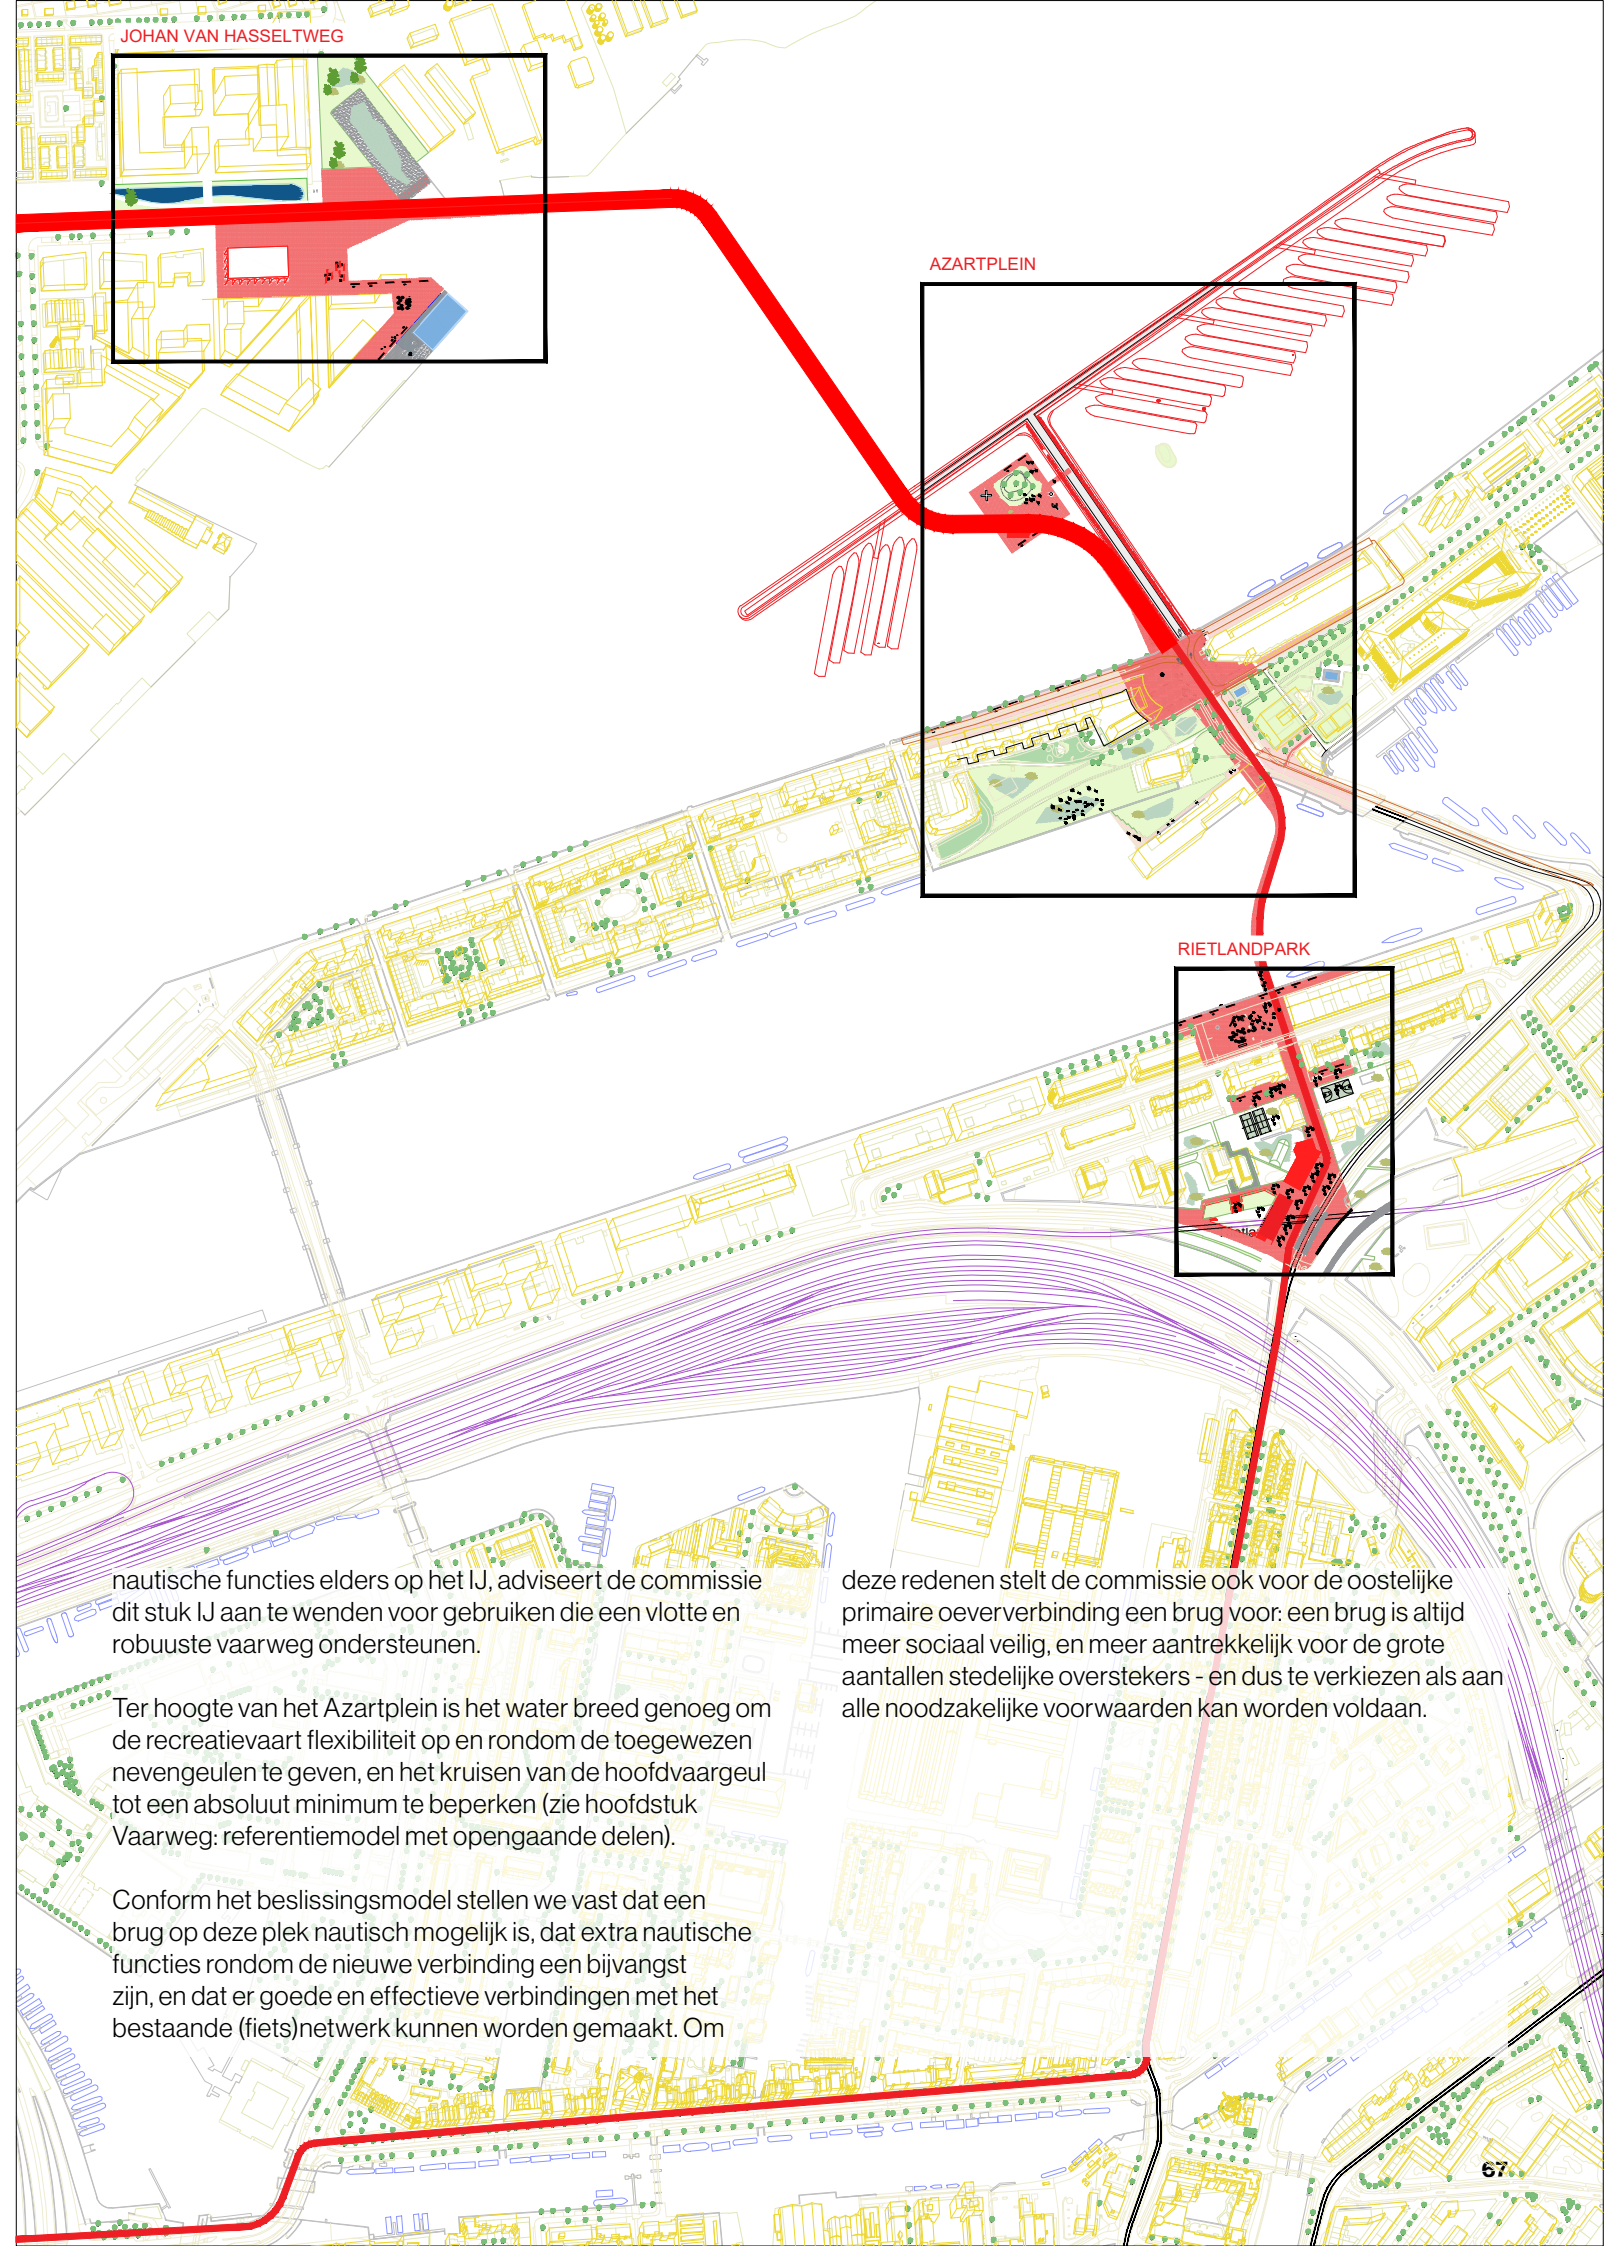 JOHAN VAN HASSELTWEG
AZARTPLEIN
RIETLANDPARK
nautische functies elders op het IJ, adviseert de commissie
dit stuk IJ aan te wenden voor gebruiken die een vlotte en
robuuste vaarweg ondersteunen.
Ter hoogte van het Azartplein is het water breed genoeg om
de recreatievaart flexibiliteit op en rondom de toegewezen
nevengeulen te geven, en het kruisen van de hoofdvaargeul
tot een absoluut minimum te beperken (zie hoofdstuk
Vaarweg: referentiemodel met opengaande delen).
Conform het beslissingsmodel stellen we vast dat een
brug op deze plek nautisch mogelijk is, dat extra nautische
functies rondom de nieuwe verbinding een bijvangst
zijn, en dat er goede en effectieve verbindingen met het
bestaande (fiets)netwerk kunnen worden gemaakt. Om
deze redenen stelt de commissie ook voor de oostelijke
primaire oeververbinding een brug voor: een brug is altijd
meer sociaal veilig, en meer aantrekkelijk voor de grote
aantallen stedelijke overstekers - en dus te verkiezen als aan
alle noodzakelijke voorwaarden kan worden voldaan.
67